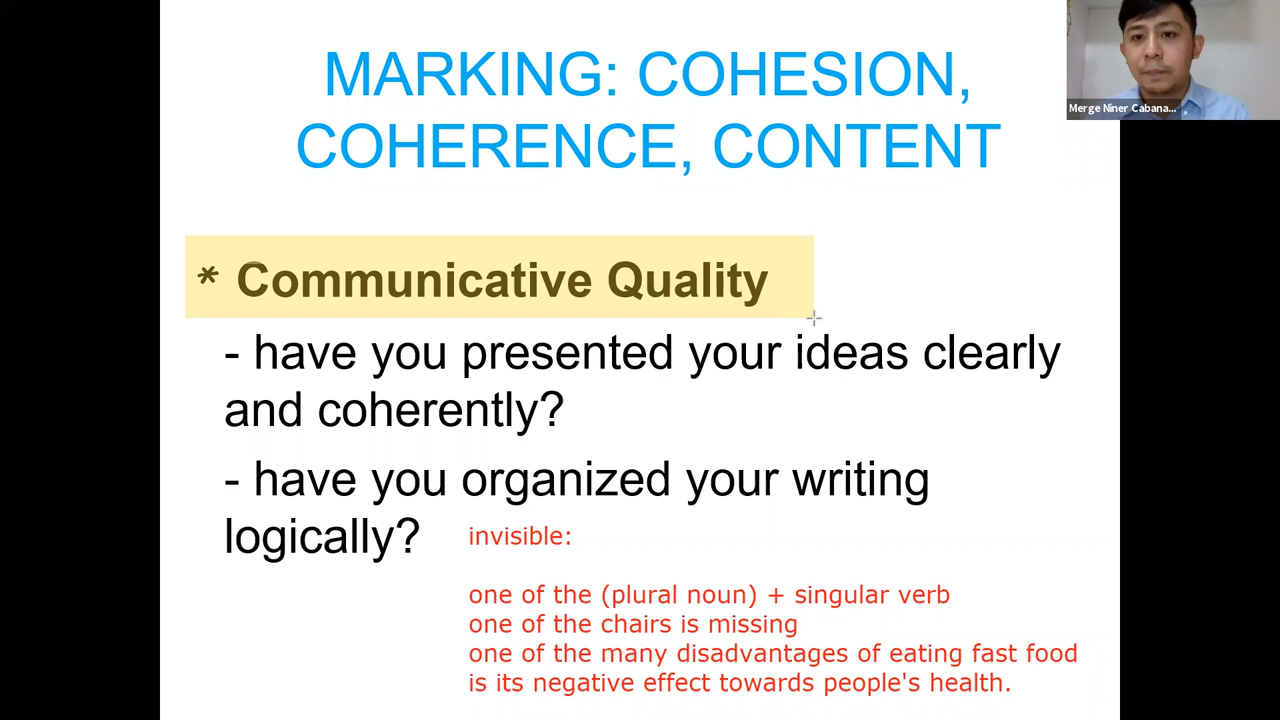 MARKING: COHESION,
COHERENCE, CONTENT
Merge Niner Cabana...
* Communicative Quality
- have you presented your ideas clearly
and coherently?
- have you organized your writing
logically?
invisible:
one of the (plural noun) + singular verb
one of the chairs is missing
one of the many disadvantages of eating fast food
is its negative effect towards people's health.